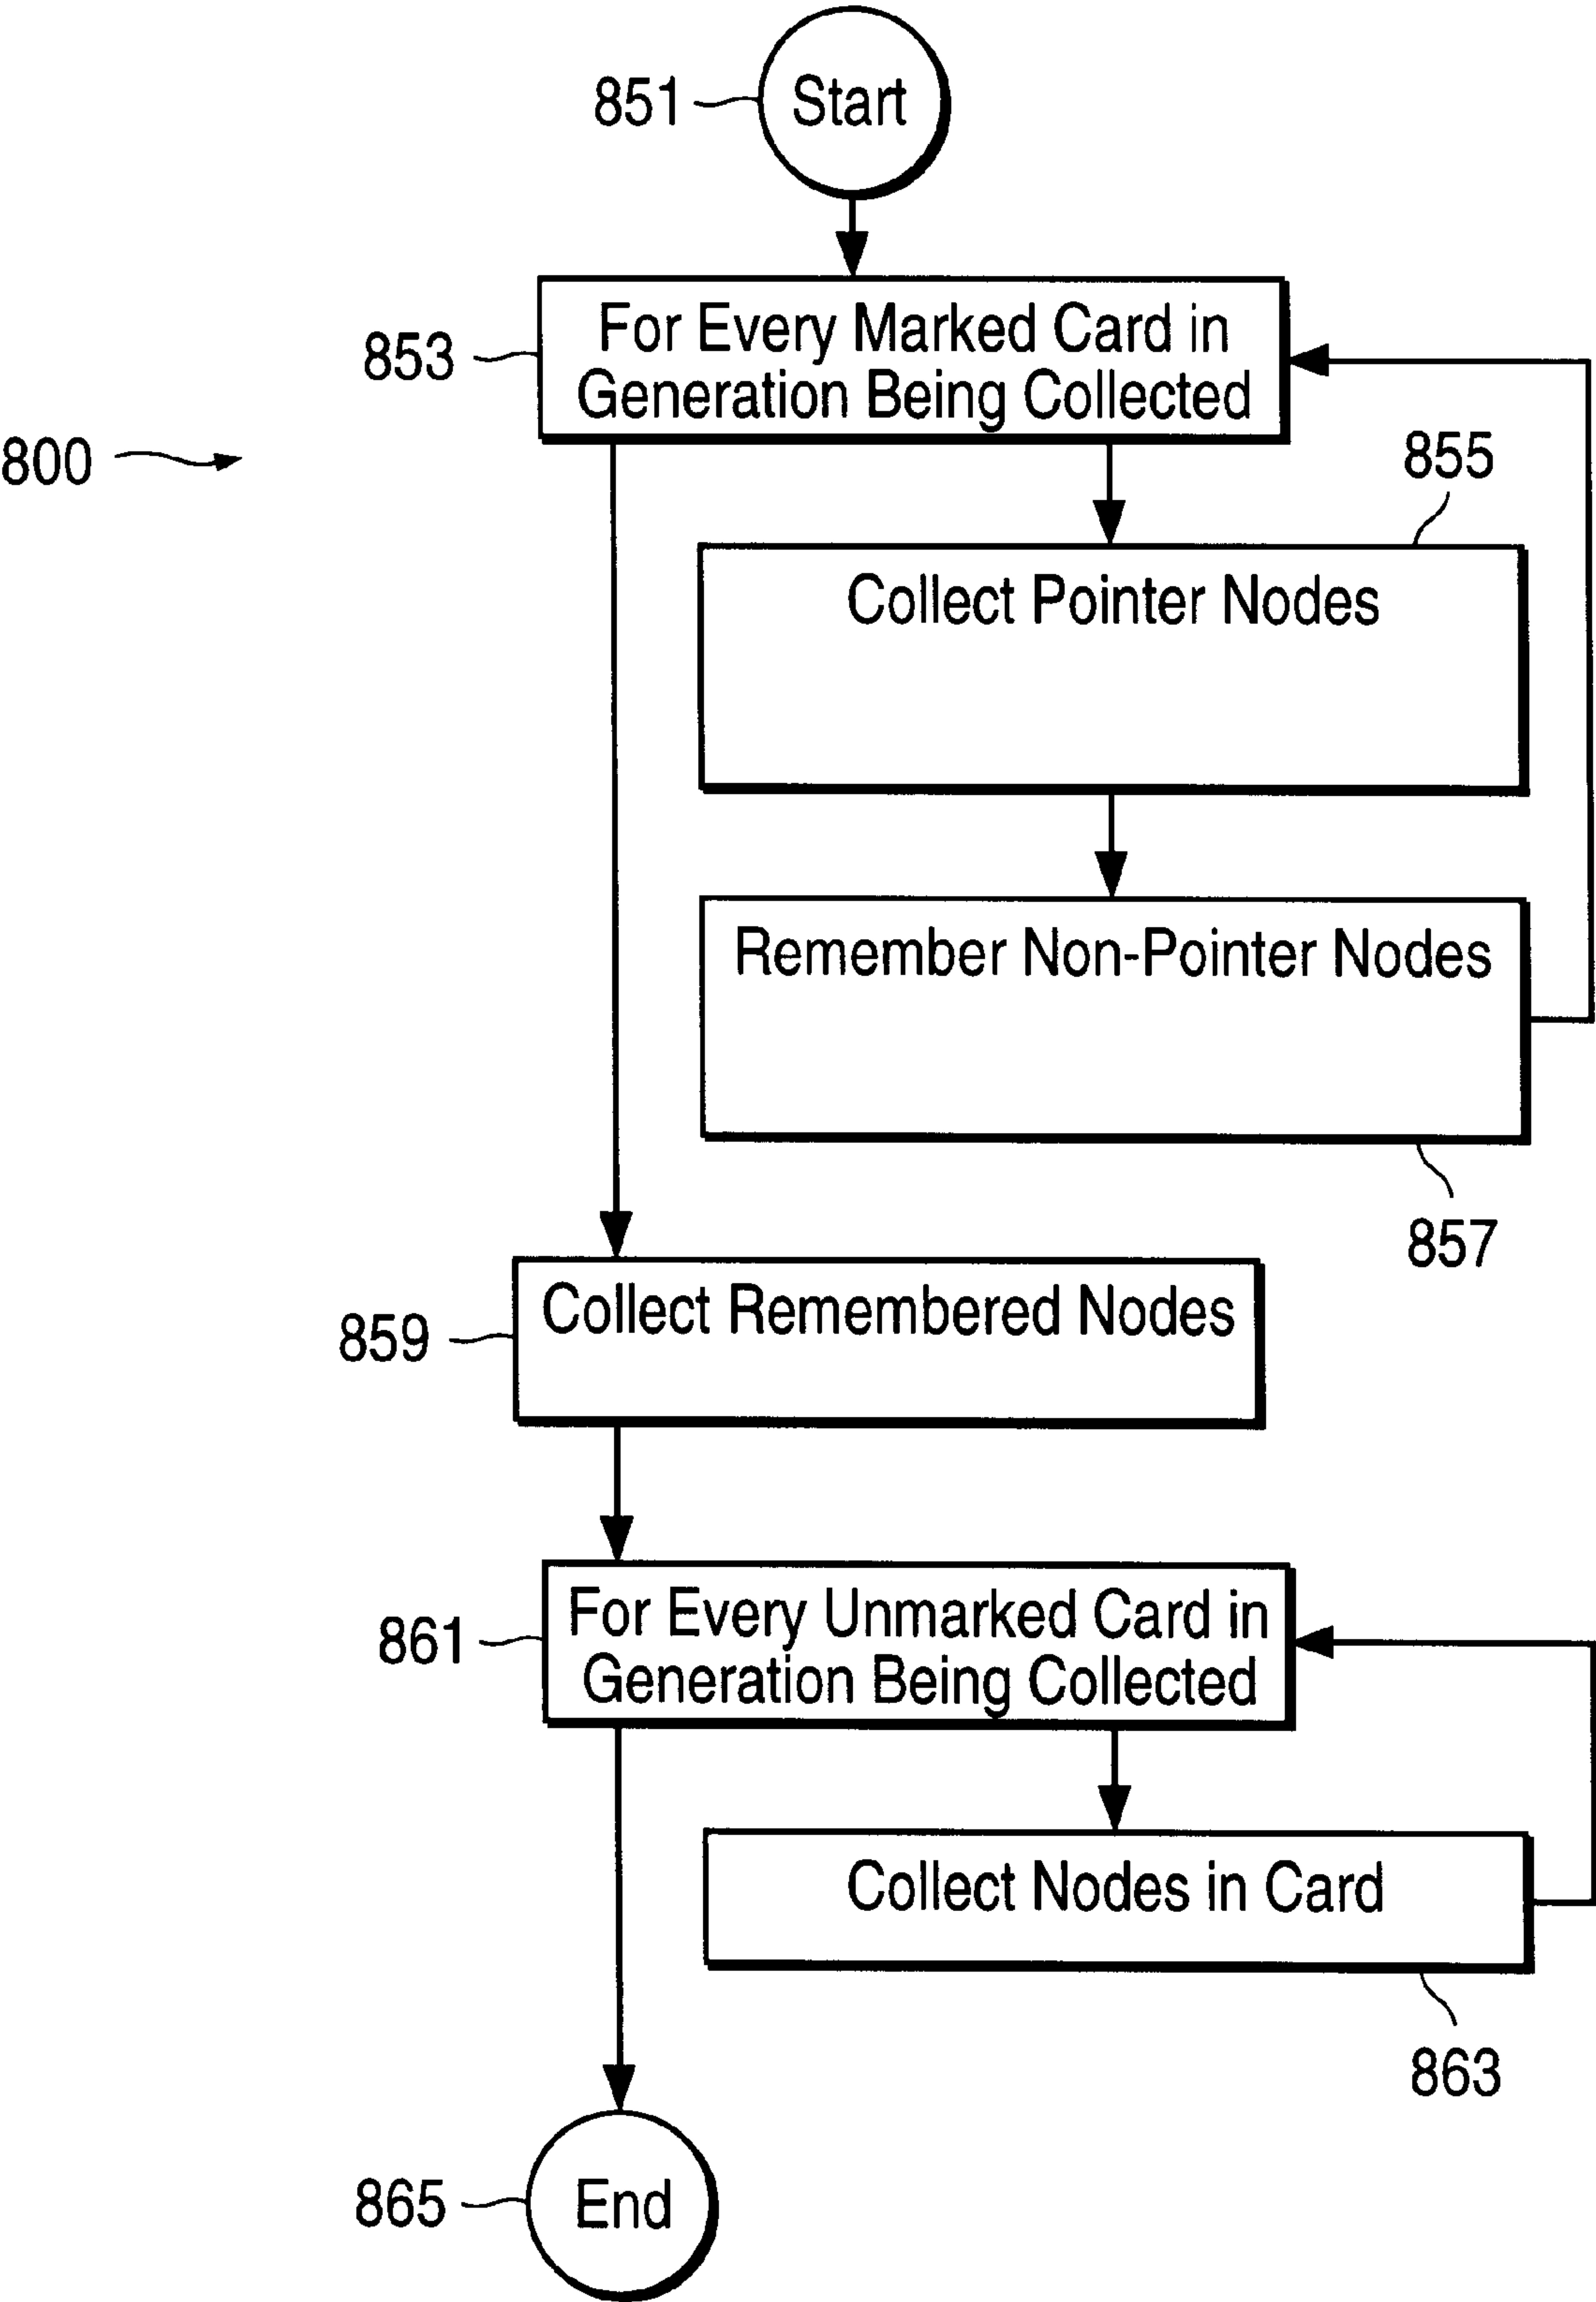 851
Start
853
For Every Marked Card in
Generation Being Collected
800
855
Collect Pointer Nodes
Remember Non-Pointer Nodes
857
859
Collect Remembered Nodes
861
For Every Unmarked Card in
Generation Being Collected
Collect Nodes in Card
863
865
End